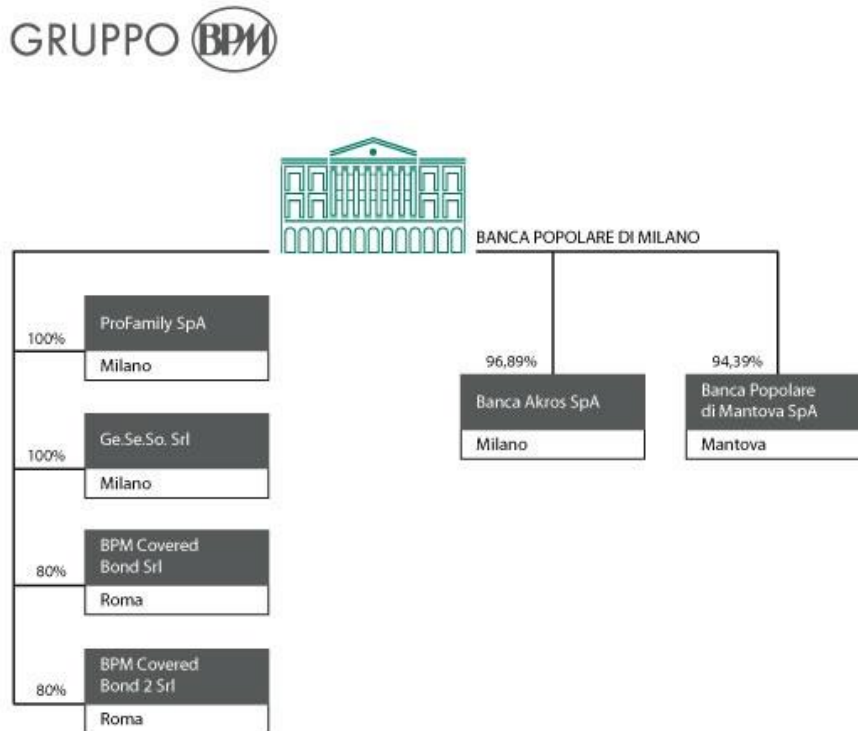 GRUPPO BPM
BANCA POPOLARE DI MILANO
100%
ProFamily SpA
Milano
100%
Ge.Se.So. Srl
Milano
80%
BPM Covered
Bond Srl
Roma
80%
BPM Covered
Bond 2 Srl
Roma
96,89%
Banca Akros SpA
Milano
94,39%
Banca Popolare
di Mantova SpA
Mantova